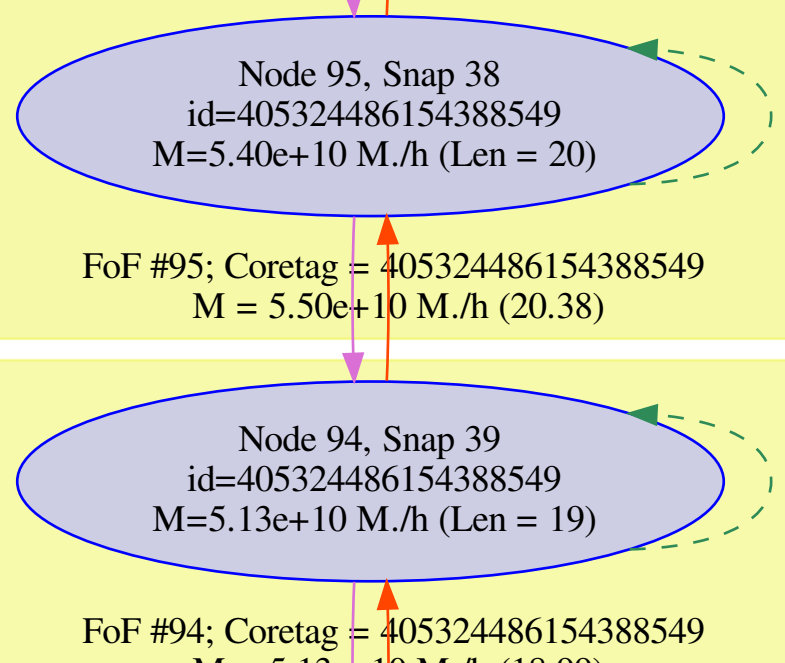 Node 95, Snap 38
id=405324486154388549
M=5.40e+10 M./h (Len = 20)
FoF #95; Coretag = 405324486154388549
M = 5.50e+10 M./h (20.38)
Node 94, Snap 39
id=405324486154388549
M=5.13e+10 M./h (Len = 19)
FoF #94; Coretag = 405324486154388549